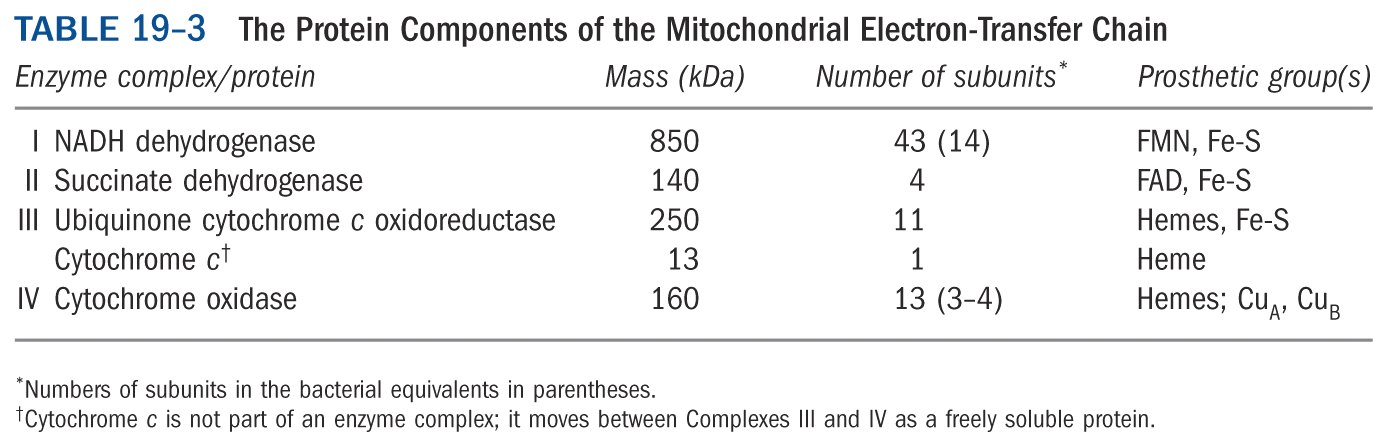 TABLE 19–3 The Protein Components of the Mitochondrial Electron-Transfer Chain
Enzyme complex/protein Mass (kDa) Number of subunits* Prosthetic group(s)
I NADH dehydrogenase 850 43 (14) FMN, Fe-S
II Succinate dehydrogenase 140 4 FAD, Fe-S
III Ubiquinone cytochrome c oxidoreductase 250 11 Hemes, Fe-S
Cytochrome c† 13 1 Heme
IV Cytochrome oxidase 160 13 (3–4) Hemes; CuA, CuB
*Numbers of subunits in the bacterial equivalents in parentheses.
†Cytochrome c is not part of an enzyme complex; it moves between Complexes III and IV as a freely soluble protein.